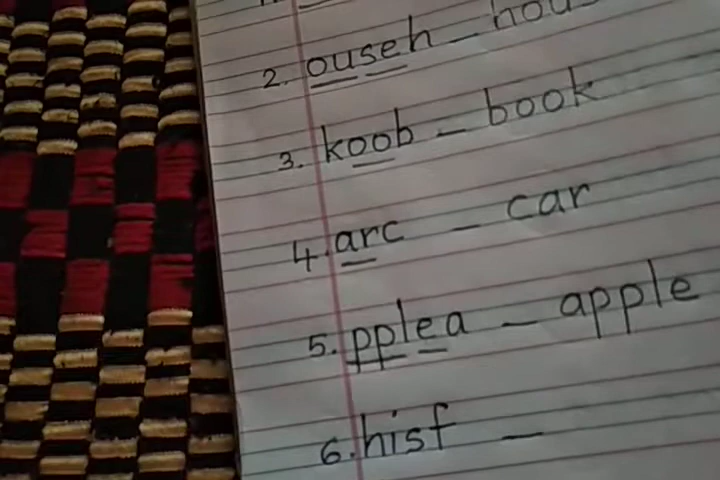 2. ouseh - hou
3. koob - book
4. arc - car
5. pplea - apple
6. hisf -